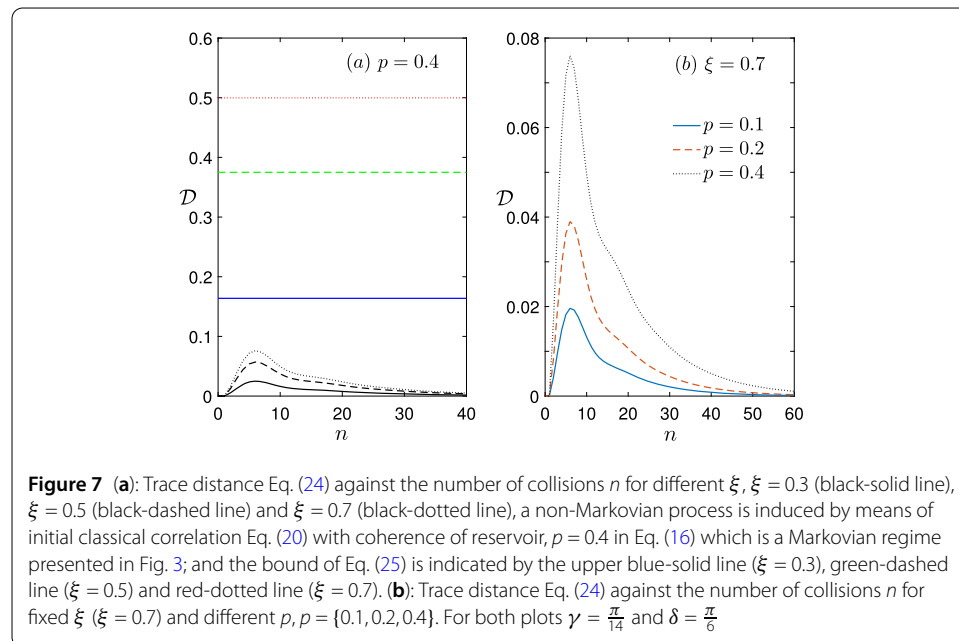 0.6
0.5
0.4
0.3
0.2
0.1
0
𝒟
(a) p = 0.4
0 10 20 30 40
n
0.08
0.06
0.04
0.02
0
𝒟
(b) ξ = 0.7
p = 0.1
p = 0.2
p = 0.4
0 10 20 30 40 50 60
n
Figure 7 (a): Trace distance Eq. (24) against the number of collisions n for different ξ, ξ = 0.3 (black-solid line),
ξ = 0.5 (black-dashed line) and ξ = 0.7 (black-dotted line), a non-Markovian process is induced by means of
initial classical correlation Eq. (20) with coherence of reservoir, p = 0.4 in Eq. (16) which is a Markovian regime
presented in Fig. 3; and the bound of Eq. (25) is indicated by the upper blue-solid line (ξ = 0.3), green-dashed
line (ξ = 0.5) and red-dotted line (ξ = 0.7). (b): Trace distance Eq. (24) against the number of collisions n for
fixed ξ (ξ = 0.7) and different p, p = {0.1, 0.2, 0.4}. For both plots γ = π/14 and δ = π/6